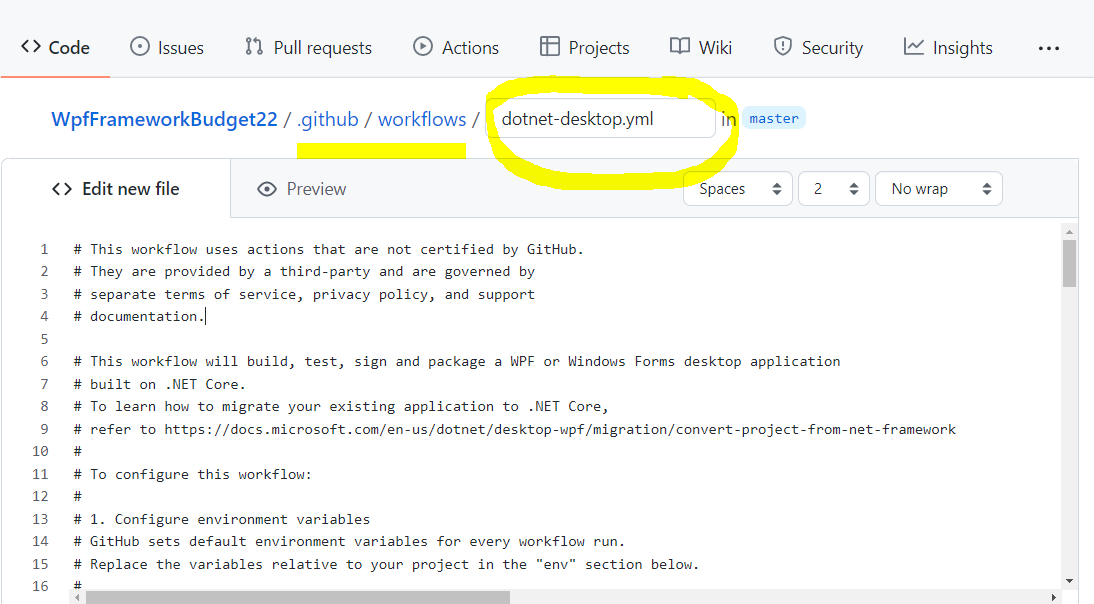 Code Issues Pull requests Actions Projects Wiki Security Insights ...
WpfFrameworkBudget22 / .github / workflows / dotnet-desktop.yml in master
Edit new file Preview Spaces 2 No wrap
1 # This workflow uses actions that are not certified by GitHub.
2 # They are provided by a third-party and are governed by
3 # separate terms of service, privacy policy, and support
4 # documentation.
5
6 # This workflow will build, test, sign and package a WPF or Windows Forms desktop application
7 # built on .NET Core.
8 # To learn how to migrate your existing application to .NET Core,
9 # refer to https://docs.microsoft.com/en-us/dotnet/desktop-wpf/migration/convert-project-from-net-framework
10 #
11 # To configure this workflow:
12 #
13 # 1. Configure environment variables
14 # GitHub sets default environment variables for every workflow run.
15 # Replace the variables relative to your project in the "env" section below.
16 #